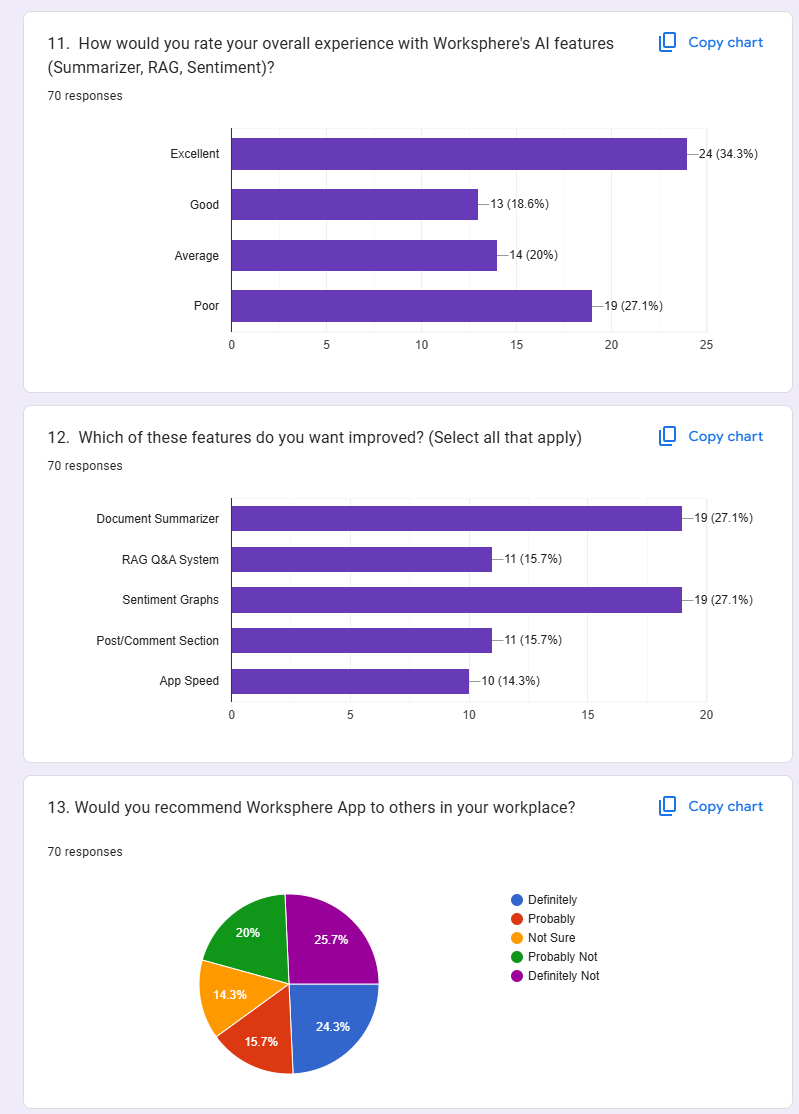 11.  How would you rate your overall experience with Worksphere's AI features
(Summarizer, RAG, Sentiment)?
Copy chart
70 responses
Excellent
24 (34.3%)
Good
13 (18.6%)
Average
14 (20%)
Poor
19 (27.1%)
0 5 10 15 20 25
12.  Which of these features do you want improved? (Select all that apply)
Copy chart
70 responses
Document Summarizer
19 (27.1%)
RAG Q&A System
11 (15.7%)
Sentiment Graphs
19 (27.1%)
Post/Comment Section
11 (15.7%)
App Speed
10 (14.3%)
0 5 10 15 20
13. Would you recommend Worksphere App to others in your workplace?
Copy chart
70 responses
Definitely
Probably
Not Sure
Probably Not
Definitely Not
20%
25.7%
14.3%
24.3%
15.7%